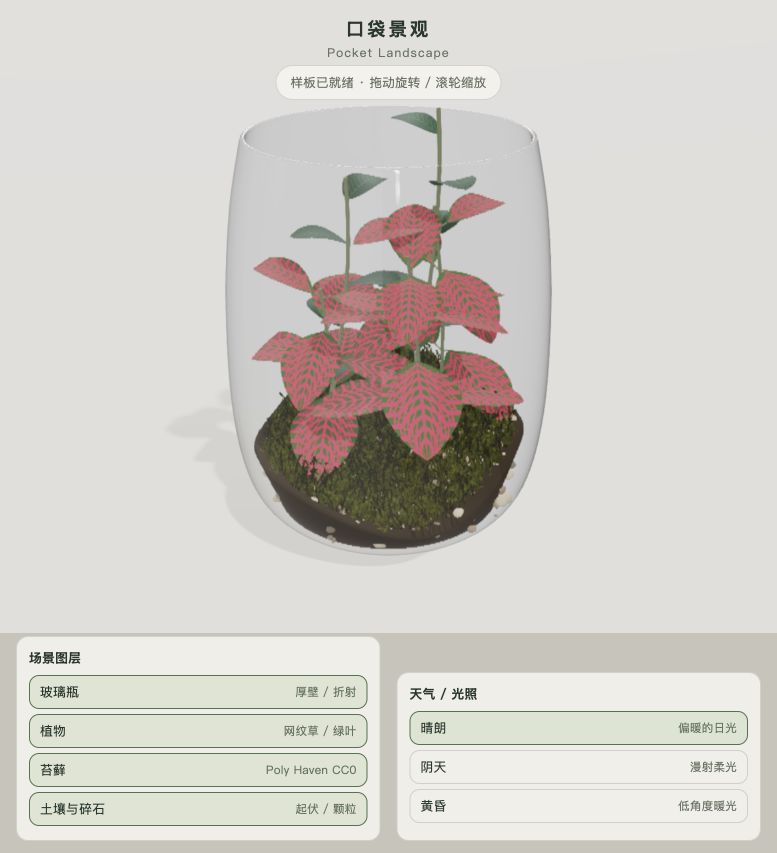 口袋景观
Pocket Landscape
样板已就绪 · 拖动旋转 / 滚轮缩放
场景图层
玻璃瓶 厚壁 / 折射
植物 网纹草 / 绿叶
苔藓 Poly Haven CC0
土壤与碎石 起伏 / 颗粒
天气 / 光照
晴朗 偏暖的日光
阴天 漫射柔光
黄昏 低角度暖光